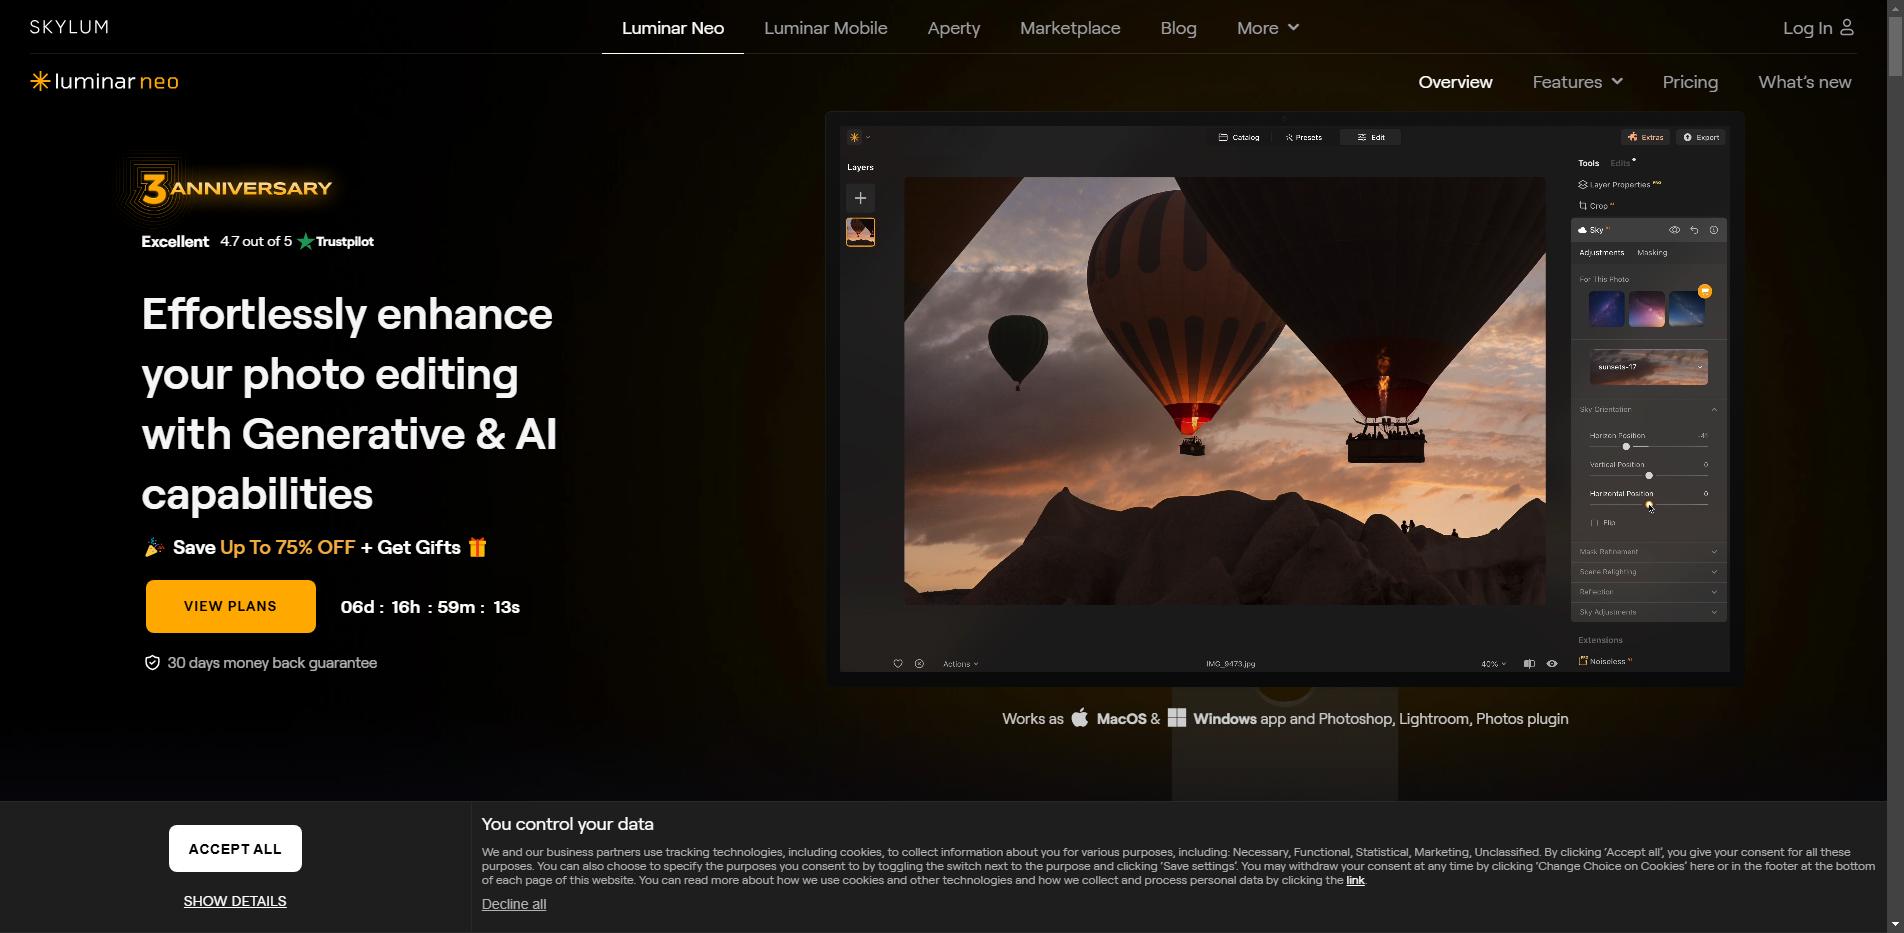 SKYLUM
Luminar Neo
Luminar Mobile
Aperty
Marketplace
Blog
More
Log In
luminar neo
Overview
Features
Pricing
What's new
3 ANNIVERSARY
Excellent 4.7 out of 5 Trustpilot
Effortlessly enhance
your photo editing
with Generative & AI
capabilities
Save Up To 75% OFF + Get Gifts
VIEW PLANS
06d : 16h : 59m : 13s
30 days money back guarantee
Catalog
Presets
Edit
Extras
Export
Layers
Tools
Edits
Layer Properties PRO
Crop AI
Sky AI
Adjustments
Masking
For This Photo
sunsets-17
Sky Orientation
Horizon Position -41
Vertical Position 0
Horizontal Position 0
Flip
Mask Refinement
Scene Relighting
Reflection
Sky Adjustments
Extensions
Noiseless AI
Actions
IMG_9473.jpg
40%
Works as MacOS & Windows app and Photoshop, Lightroom, Photos plugin
ACCEPT ALL
SHOW DETAILS
You control your data
We and our business partners use tracking technologies, including cookies, to collect information about you for various purposes, including: Necessary, Functional, Statistical, Marketing, Unclassified. By clicking 'Accept all', you give your consent for all these
purposes. You can also choose to specify the purposes you consent to by toggling the switch next to the purpose and clicking 'Save settings'. You may withdraw your consent at any time by clicking 'Change Choice on Cookies' here or in the footer at the bottom
of each page of this website. You can read more about how we use cookies and other technologies and how we collect and process personal data by clicking the link.
Decline all